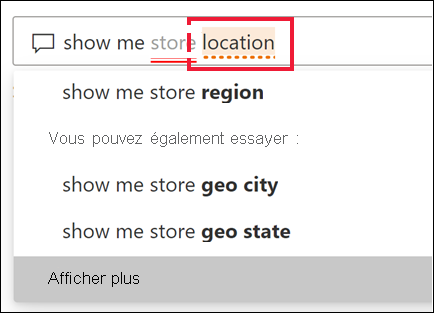 show me store location
show me store region
Vous pouvez également essayer :
show me store geo city
show me store geo state
Afficher plus